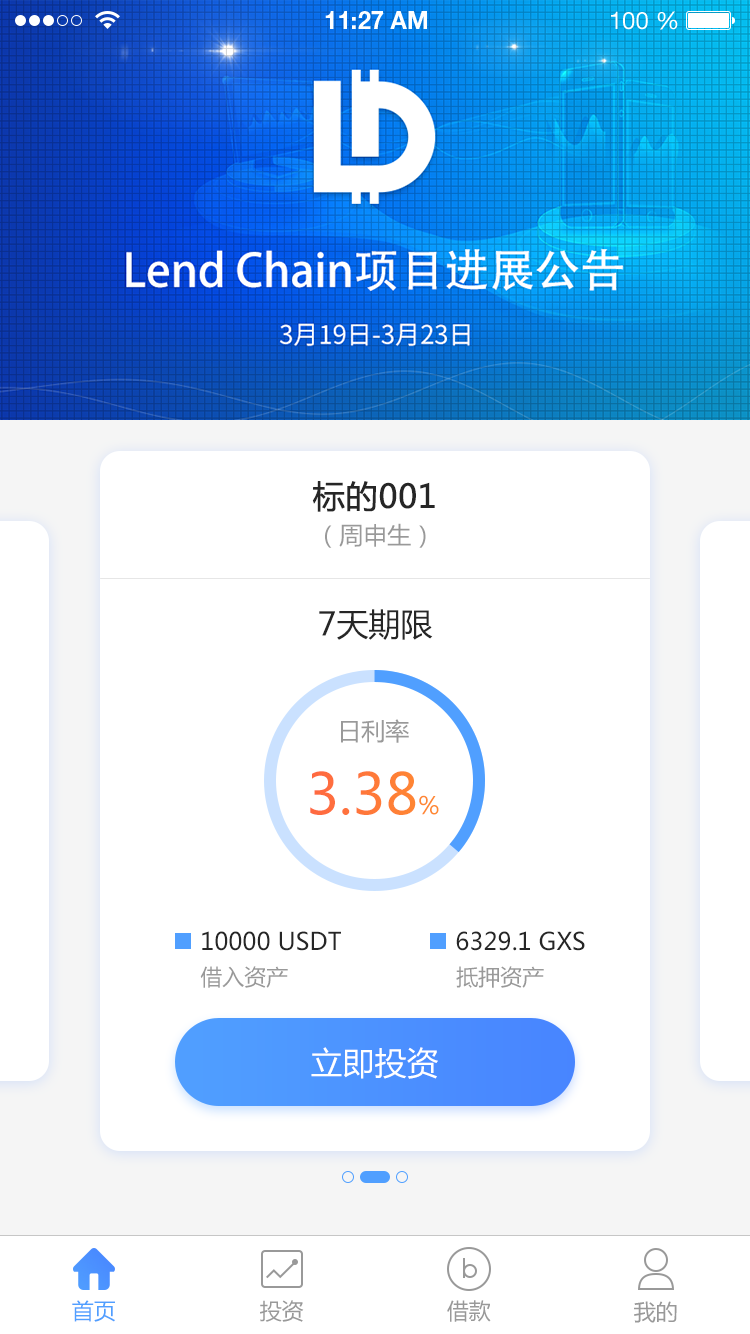 11:27 AM
100 %
Lend Chain项目进展公告
3月19日-3月23日
标的001
(周申生)
7天期限
日利率
3.38%
10000 USDT
6329.1 GXS
借入资产
抵押资产
立即投资
首页
投资
借款
我的